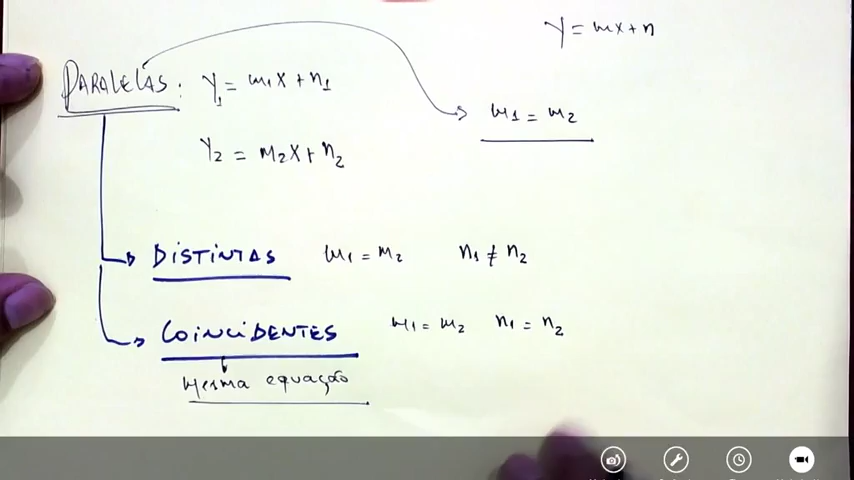 Y = mx + n
PARALELAS: Y1 = m1x + n1
m1 = m2
Y2 = m2x + n2
DISTINTAS m1 = m2 n1 ≠ n2
COINCIDENTES m1 = m2 n1 = n2
Mesma equação